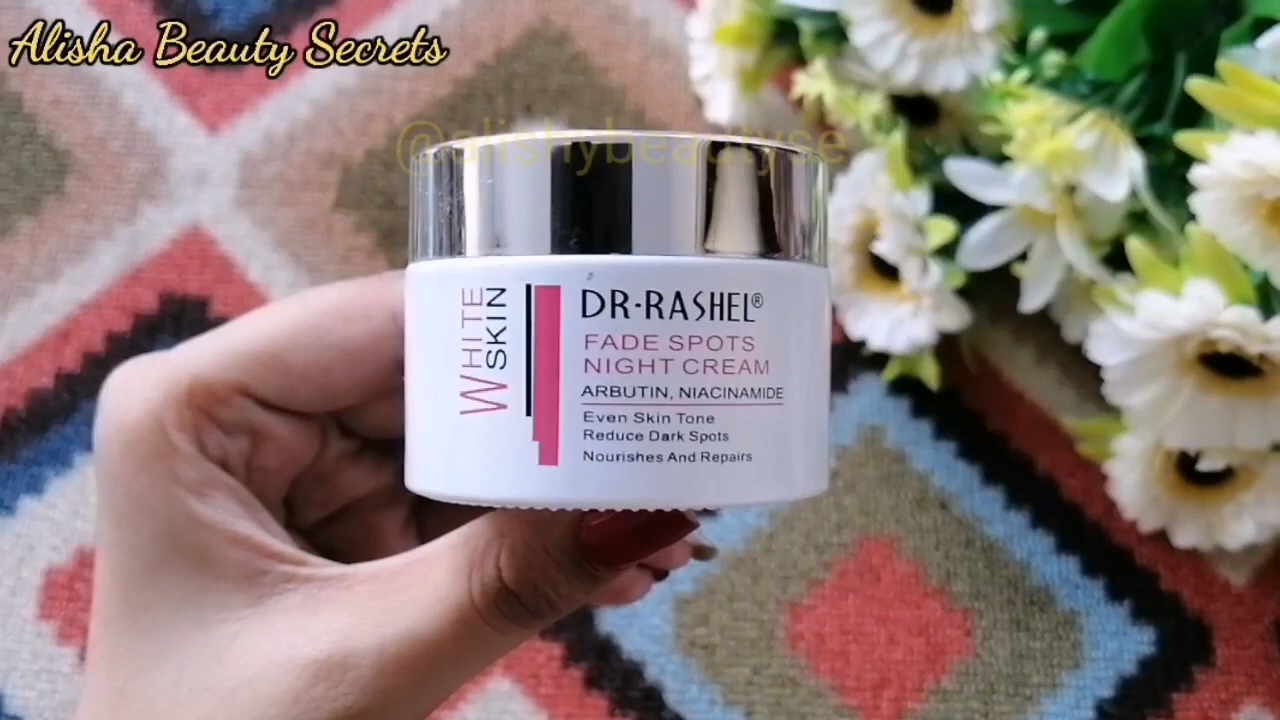 Alisha Beauty Secrets
@alishybeautyse
WHITE
SKIN
DR·RASHEL®
FADE SPOTS
NIGHT CREAM
ARBUTIN, NIACINAMIDE
Even Skin Tone
Reduce Dark Spots
Nourishes And Repairs